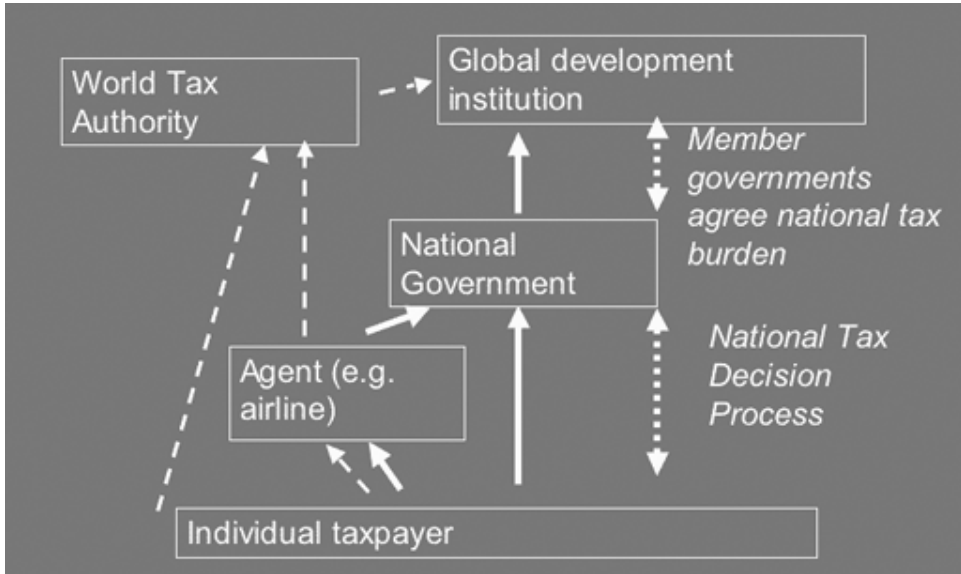 World Tax
Authority
Global development
institution
Member
governments
agree national tax
burden
National
Government
National Tax
Decision
Process
Agent (e.g.
airline)
Individual taxpayer